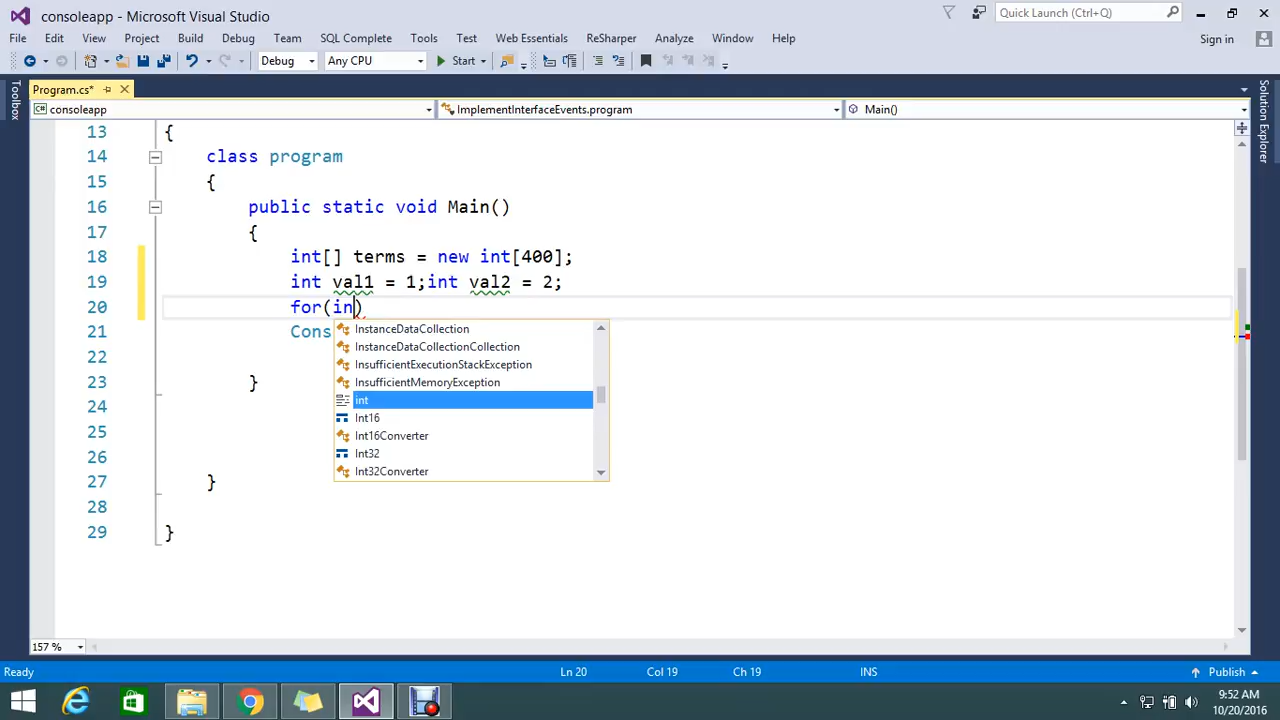 consoleapp - Microsoft Visual Studio
Quick Launch (Ctrl+Q)
File Edit View Project Build Debug Team SQL Complete Tools Test Web Essentials ReSharper Analyze Window Help
Sign in
Debug Any CPU Start
Program.cs*
consoleapp ImplementInterfaceEvents.program Main()
Toolbox
Solution Explorer
13 {
14 class program
15 {
16 public static void Main()
17 {
18 int[] terms = new int[400];
19 int val1 = 1;int val2 = 2;
20 for(in)
21 Cons
22
23 }
24
25
26
27 }
28
29 }
InstanceDataCollection
InstanceDataCollectionCollection
InsufficientExecutionStackException
InsufficientMemoryException
int
Int16
Int16Converter
Int32
Int32Converter
157 %
Ready Ln 20 Col 19 Ch 19 INS Publish
9:52 AM
10/20/2016